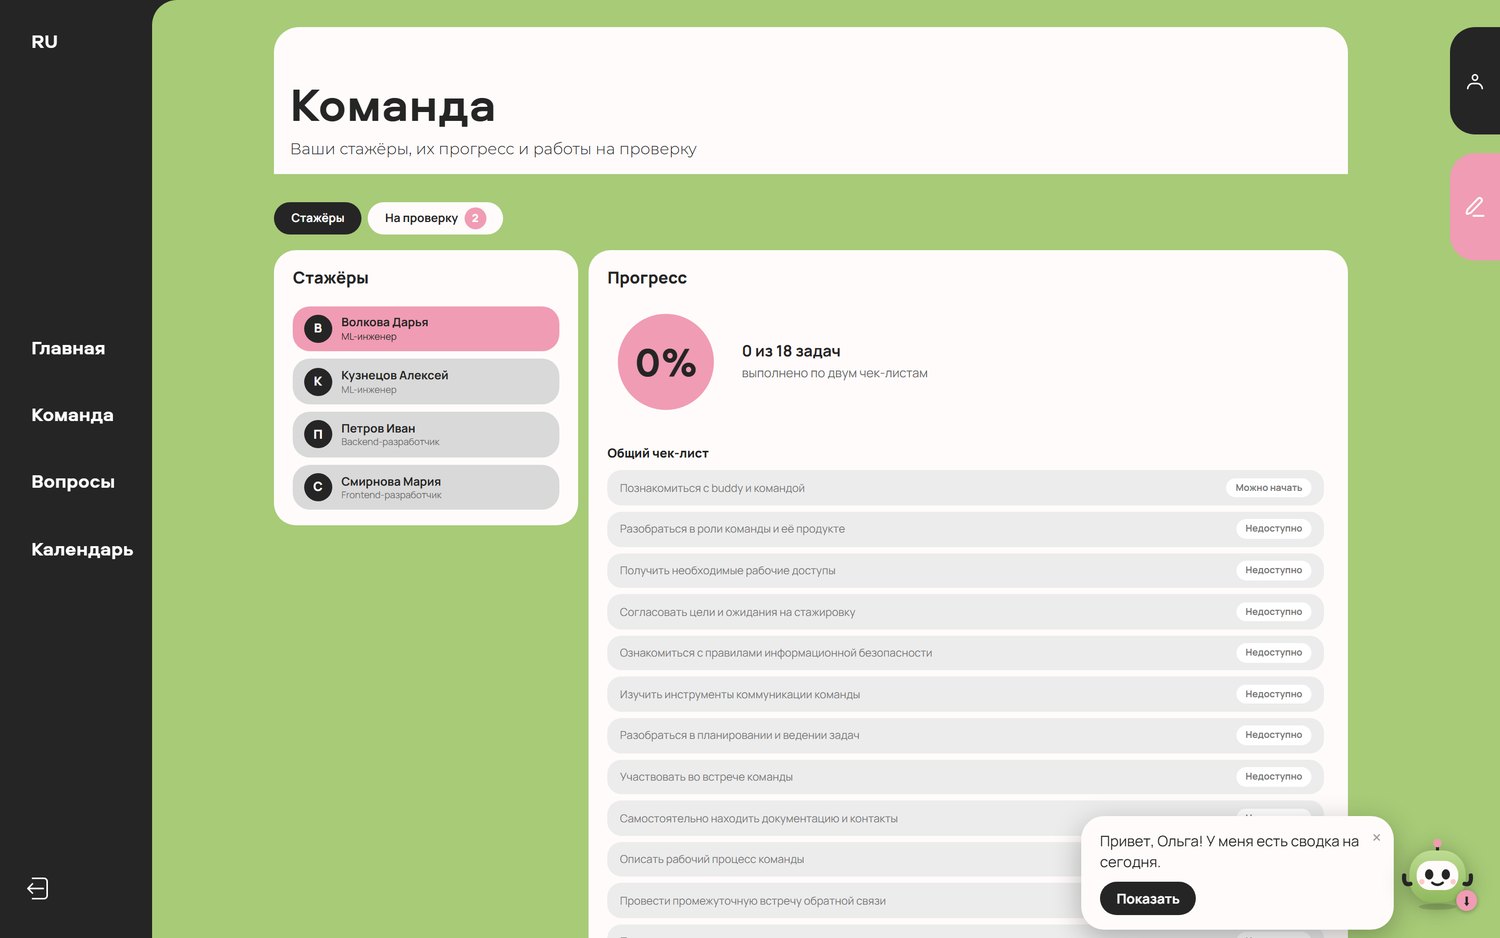 RU
Главная
Команда
Вопросы
Календарь
Команда
Ваши стажёры, их прогресс и работы на проверку
Стажёры
На проверку 2
Стажёры
В
Волкова Дарья
ML-инженер
К
Кузнецов Алексей
ML-инженер
П
Петров Иван
Backend-разработчик
С
Смирнова Мария
Frontend-разработчик
Прогресс
0%
0 из 18 задач
выполнено по двум чек-листам
Общий чек-лист
Познакомиться с buddy и командой Можно начать
Разобраться в роли команды и её продукте Недоступно
Получить необходимые рабочие доступы Недоступно
Согласовать цели и ожидания на стажировку Недоступно
Ознакомиться с правилами информационной безопасности Недоступно
Изучить инструменты коммуникации команды Недоступно
Разобраться в планировании и ведении задач Недоступно
Участвовать во встрече команды Недоступно
Самостоятельно находить документацию и контакты
Описать рабочий процесс команды
Провести промежуточную встречу обратной связи
Привет, Ольга! У меня есть сводка на
сегодня.
Показать